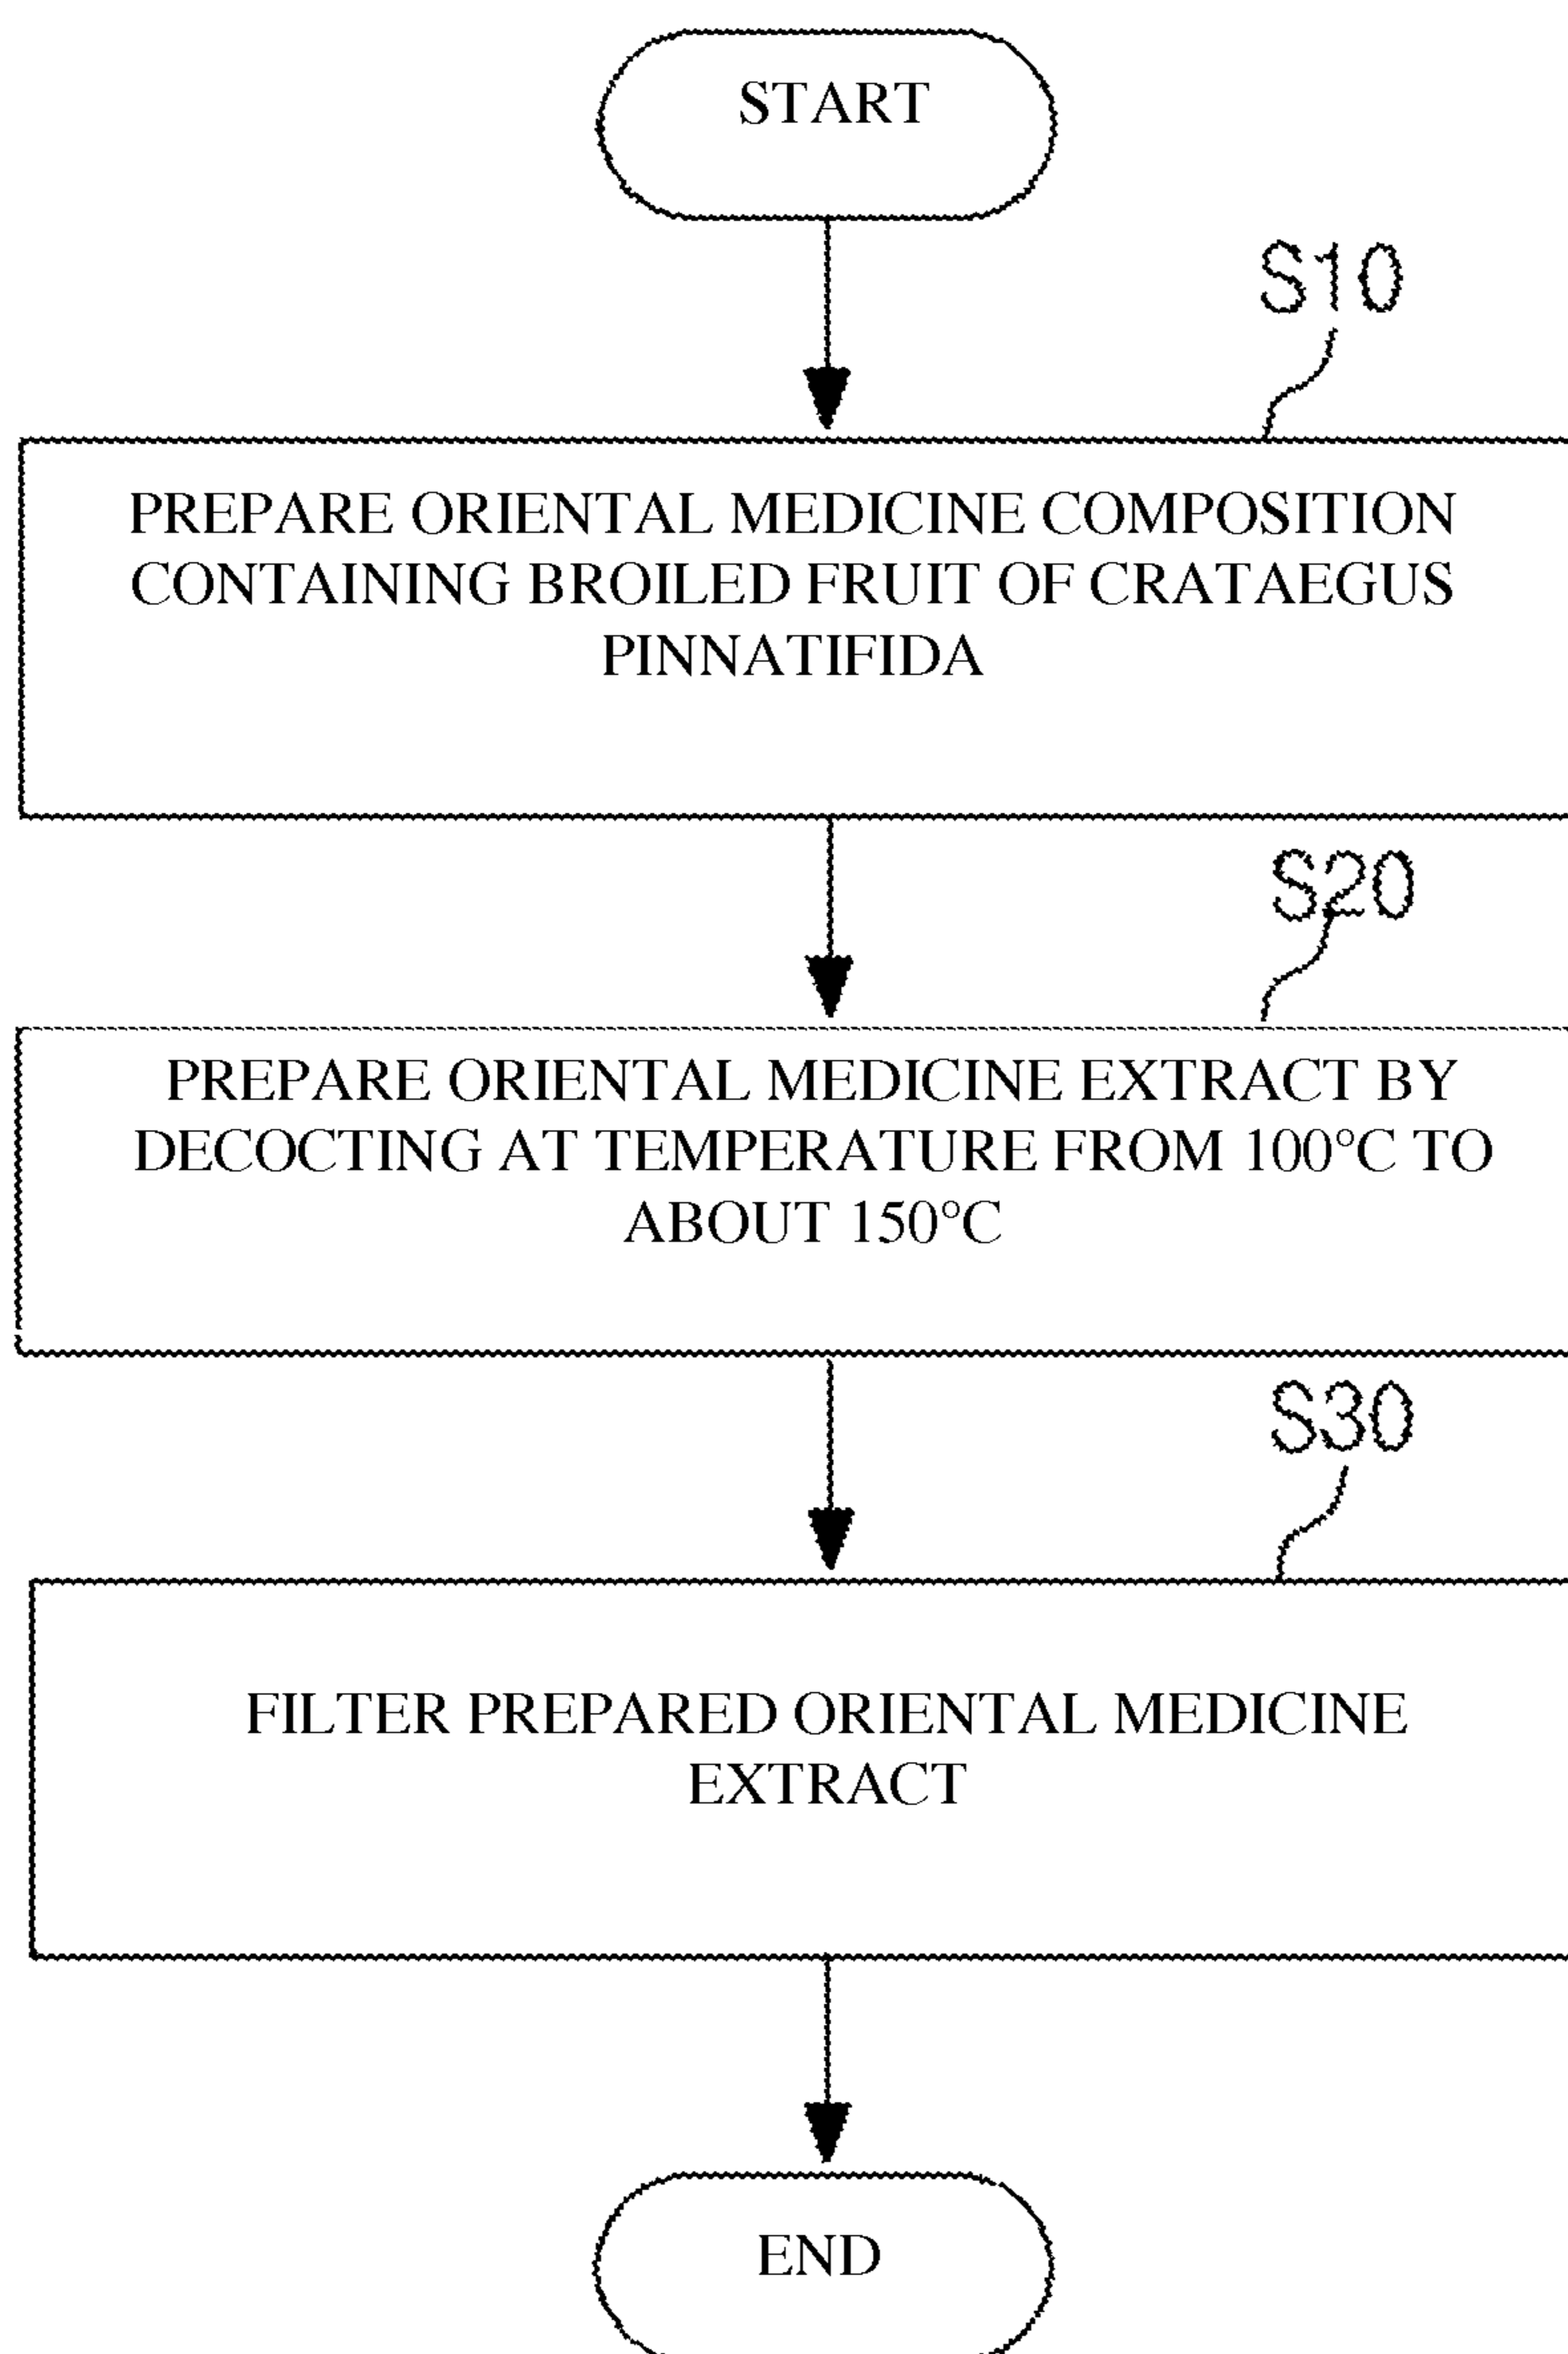 START
S10
PREPARE ORIENTAL MEDICINE COMPOSITION
CONTAINING BROILED FRUIT OF CRATAEGUS
PINNATIFIDA
S20
PREPARE ORIENTAL MEDICINE EXTRACT BY
DECOCTING AT TEMPERATURE FROM 100°C TO
ABOUT 150°C
S30
FILTER PREPARED ORIENTAL MEDICINE
EXTRACT
END